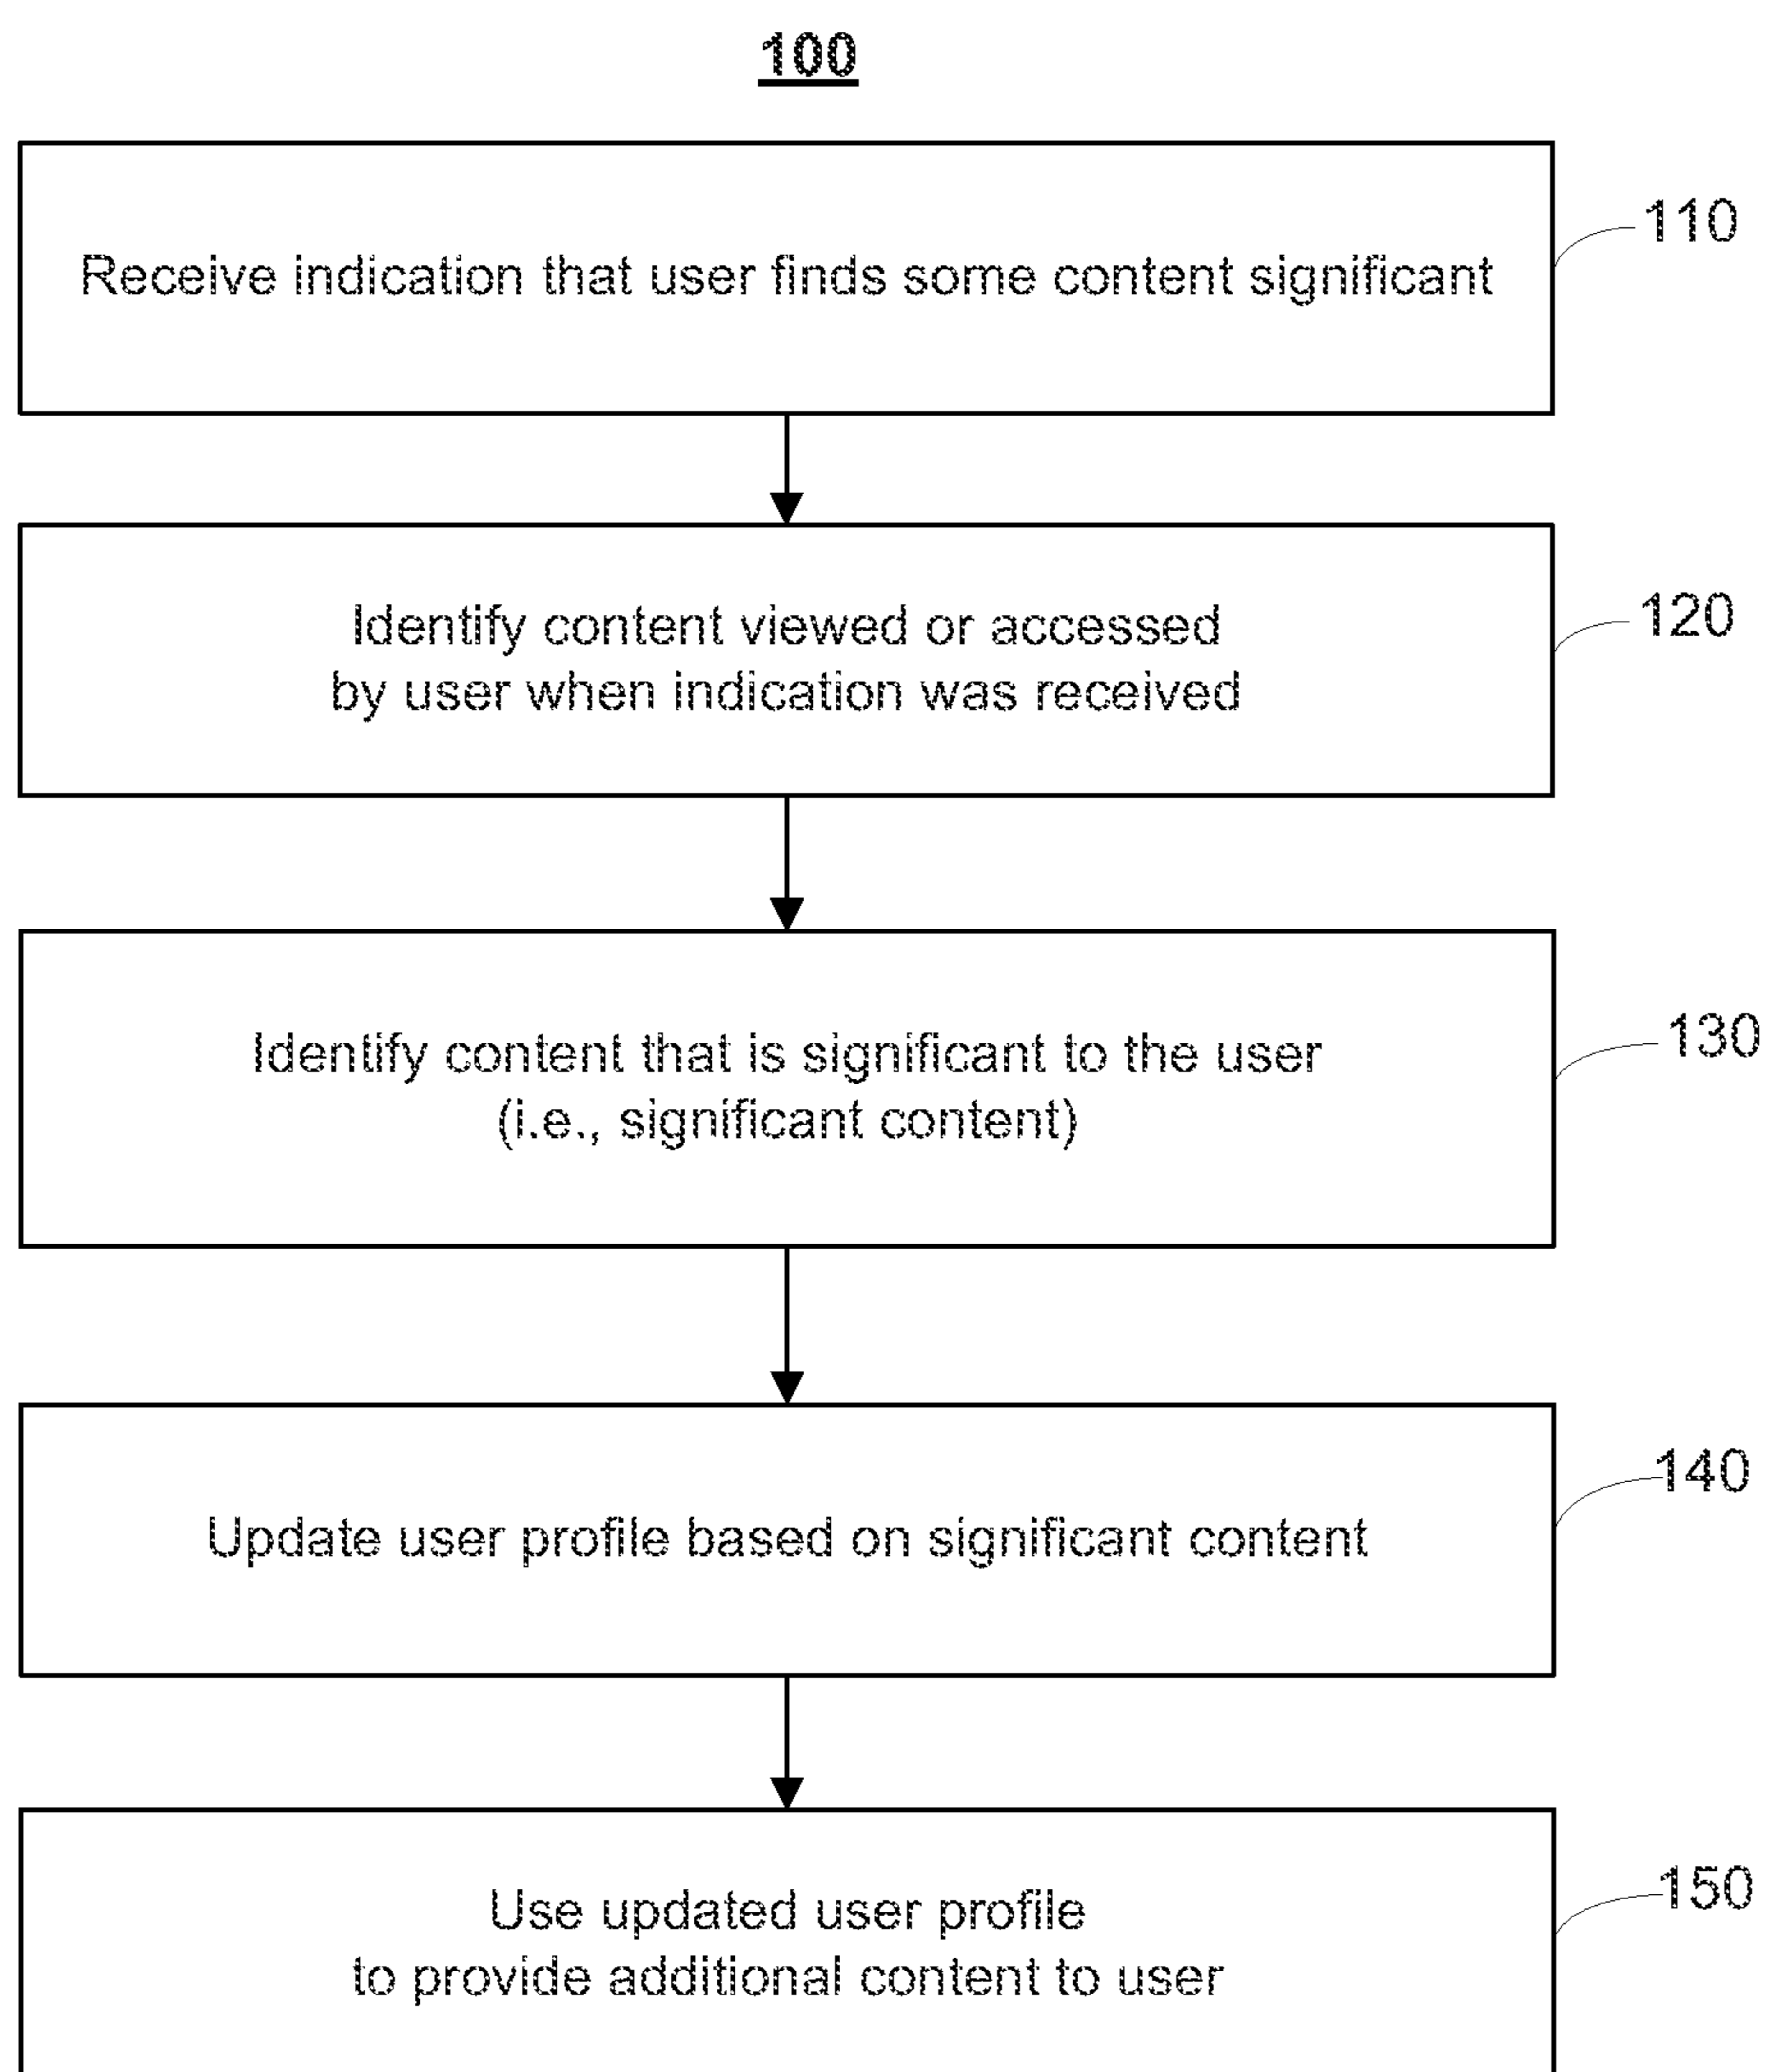 100
Receive indication that user finds some content significant
110
Identify content viewed or accessed
by user when indication was received
120
Identify content that is significant to the user
(i.e., significant content)
130
Update user profile based on significant content
140
Use updated user profile
to provide additional content to user
150